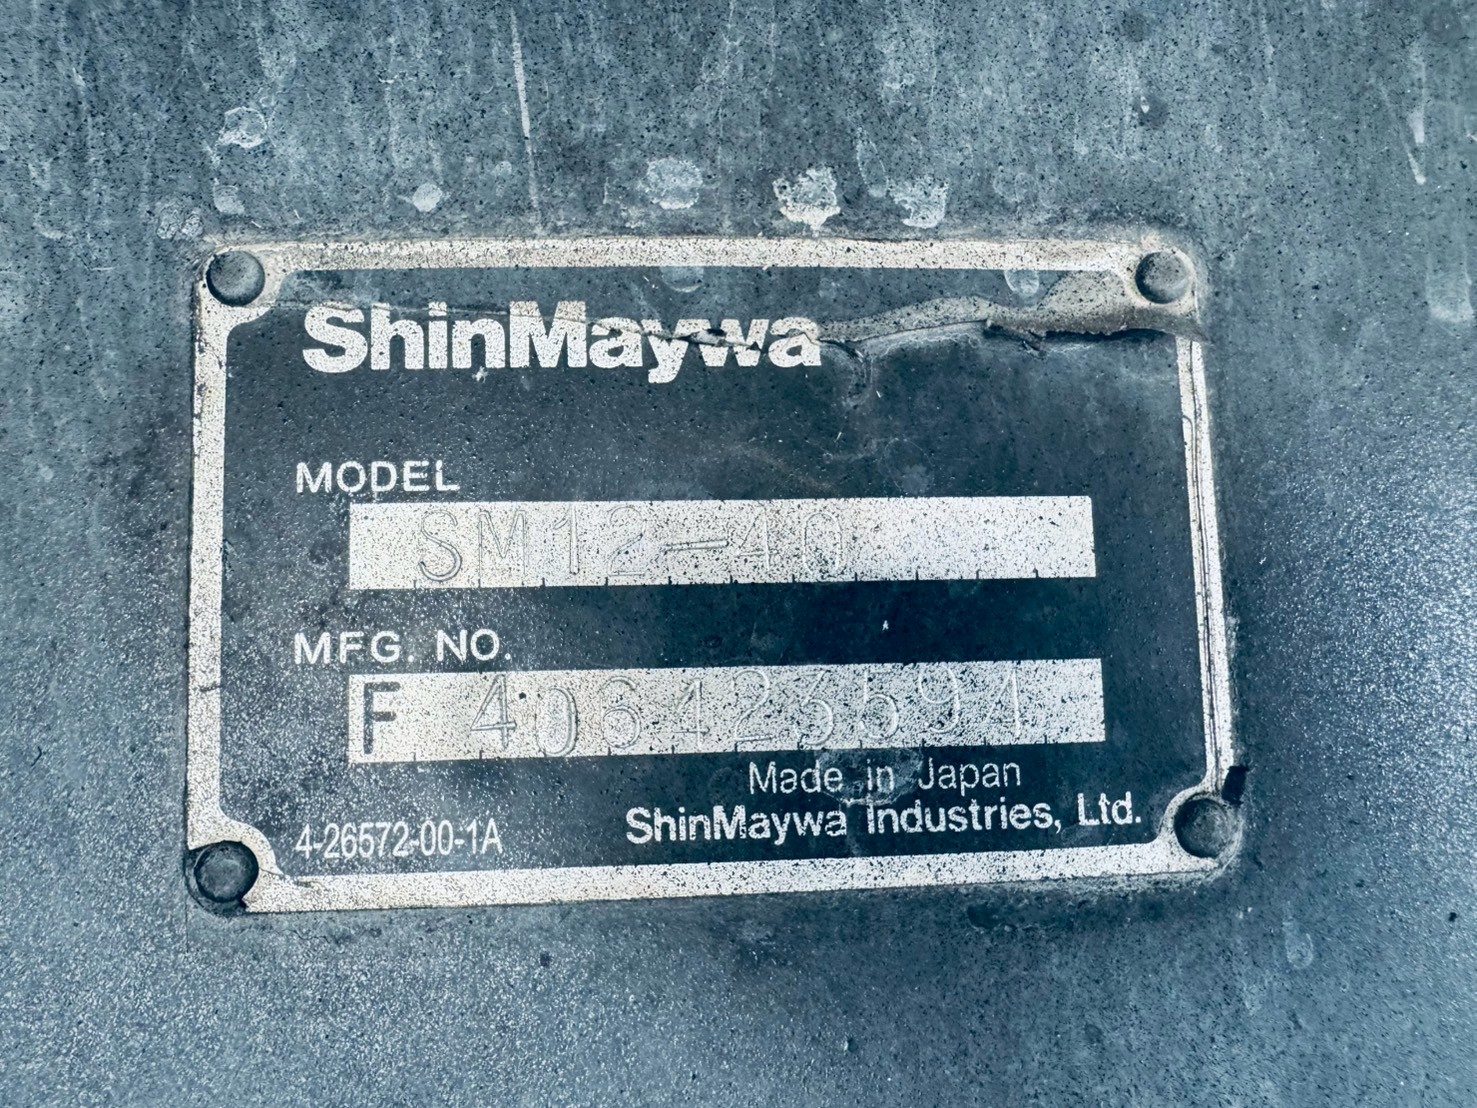 ShinMaywa
MODEL
SM12-40
MFG. NO.
F 406423591
Made in Japan
ShinMaywa Industries, Ltd.
4-26572-00-1A